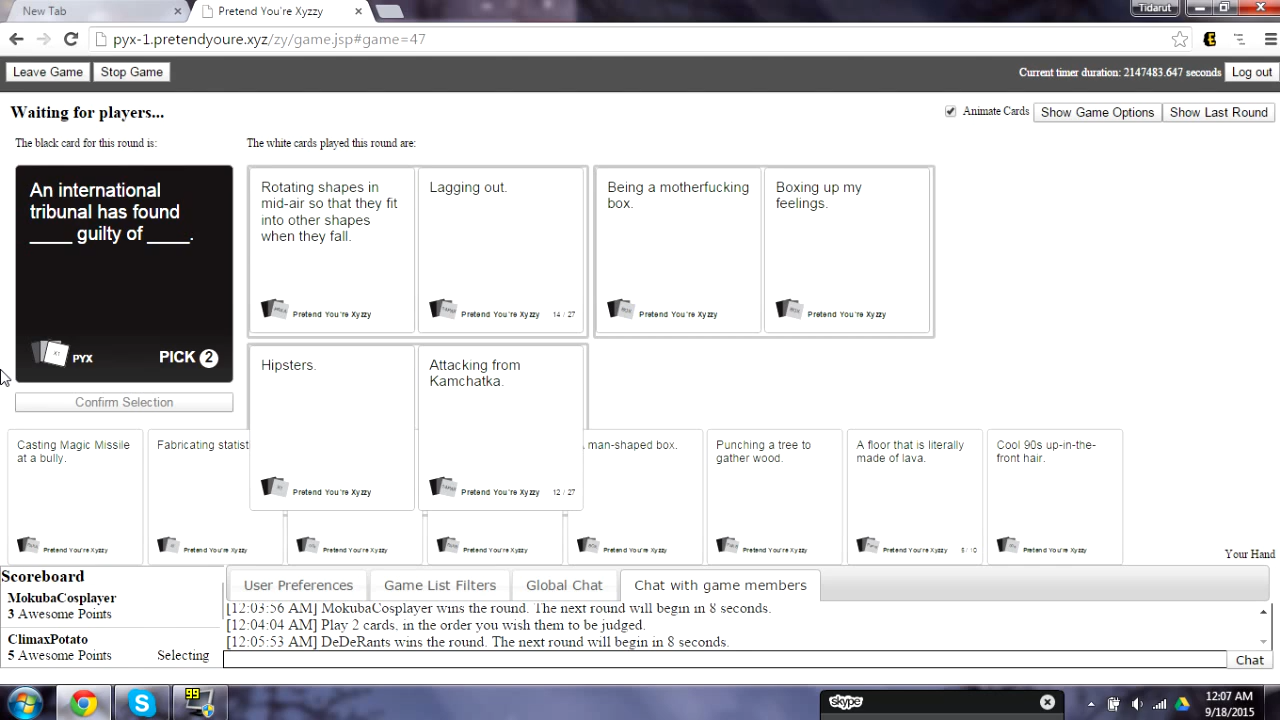 New Tab
Pretend You're Xyzzy
Tidarut
pyx-1.pretendyoure.xyz/zy/game.jsp#game=47
Leave Game
Stop Game
Current timer duration: 2147483.647 seconds
Log out
Waiting for players...
Animate Cards
Show Game Options
Show Last Round
The black card for this round is:
The white cards played this round are:
An international
tribunal has found
____ guilty of ____.
PYX
PICK 2
Rotating shapes in
mid-air so that they fit
into other shapes
when they fall.
Pretend You're Xyzzy
Lagging out.
Pretend You're Xyzzy
14 / 27
Being a motherfucking
box.
Pretend You're Xyzzy
Boxing up my
feelings.
Pretend You're Xyzzy
Hipsters.
Pretend You're Xyzzy
Attacking from
Kamchatka.
Pretend You're Xyzzy
12 / 27
Confirm Selection
Casting Magic Missile
at a bully.
Pretend You're Xyzzy
Fabricating statist
Pretend You're Xyzzy
Pretend You're Xyzzy
Pretend You're Xyzzy
man-shaped box.
Pretend You're Xyzzy
Punching a tree to
gather wood.
Pretend You're Xyzzy
A floor that is literally
made of lava.
Pretend You're Xyzzy
Cool 90s up-in-the-
front hair.
Pretend You're Xyzzy
Your Hand
Scoreboard
MokubaCosplayer
3 Awesome Points
ClimaxPotato
5 Awesome Points
Selecting
User Preferences
Game List Filters
Global Chat
Chat with game members
[12:03:56 AM] MokubaCosplayer wins the round. The next round will begin in 8 seconds.
[12:04:04 AM] Play 2 cards, in the order you wish them to be judged.
[12:05:53 AM] DeDeRants wins the round. The next round will begin in 8 seconds.
Chat
99
skype
12:07 AM
9/18/2015